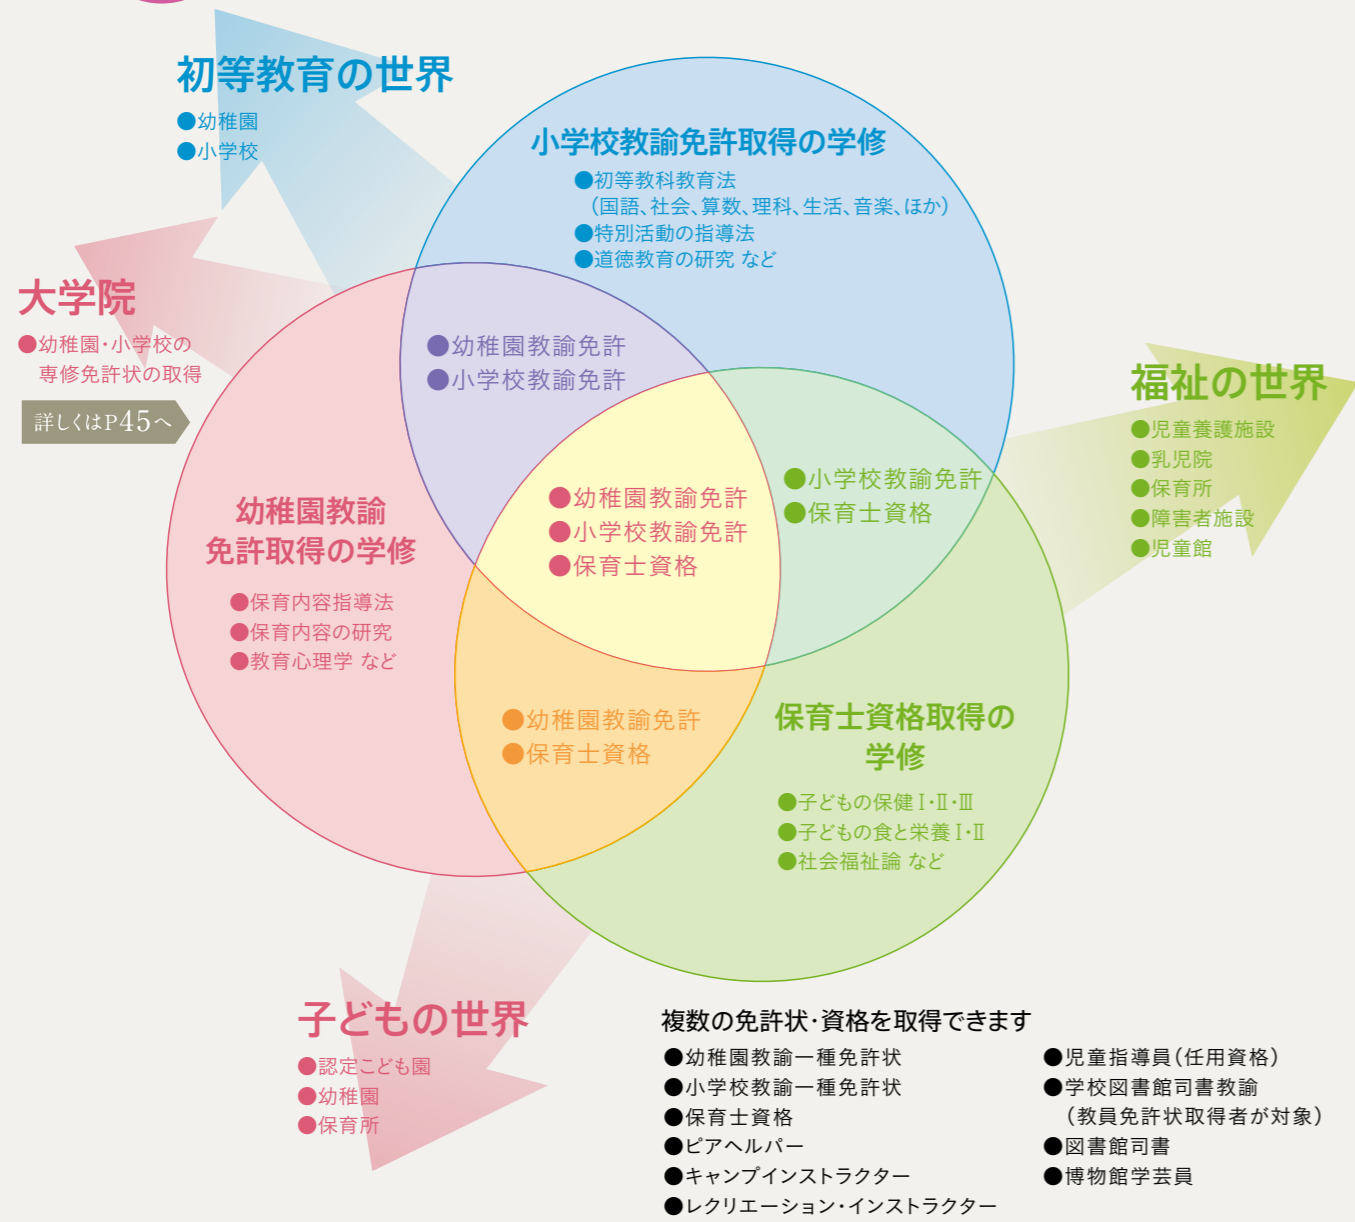 初等教育の世界
●幼稚園
●小学校
大学院
●幼稚園・小学校の
専修免許状の取得
詳しくはP45へ
小学校教諭免許取得の学修
●初等教科教育法
（国語、社会、算数、理科、生活、音楽、ほか）
●特別活動の指導法
●道徳教育の研究 など
●幼稚園教諭免許
●小学校教諭免許
幼稚園教諭
免許取得の学修
●保育内容指導法
●保育内容の研究
●教育心理学 など
●幼稚園教諭免許
●小学校教諭免許
●保育士資格
●小学校教諭免許
●保育士資格
福祉の世界
●児童養護施設
●乳児院
●保育所
●障害者施設
●児童館
●幼稚園教諭免許
●保育士資格
保育士資格取得の
学修
●子どもの保健Ⅰ・Ⅱ・Ⅲ
●子どもの食と栄養Ⅰ・Ⅱ
●社会福祉論 など
子どもの世界
●認定こども園
●幼稚園
●保育所
複数の免許状・資格を取得できます
●幼稚園教諭一種免許状
●小学校教諭一種免許状
●保育士資格
●ピアヘルパー
●キャンプインストラクター
●レクリエーション・インストラクター
●児童指導員（任用資格）
●学校図書館司書教諭
（教員免許状取得者が対象）
●図書館司書
●博物館学芸員